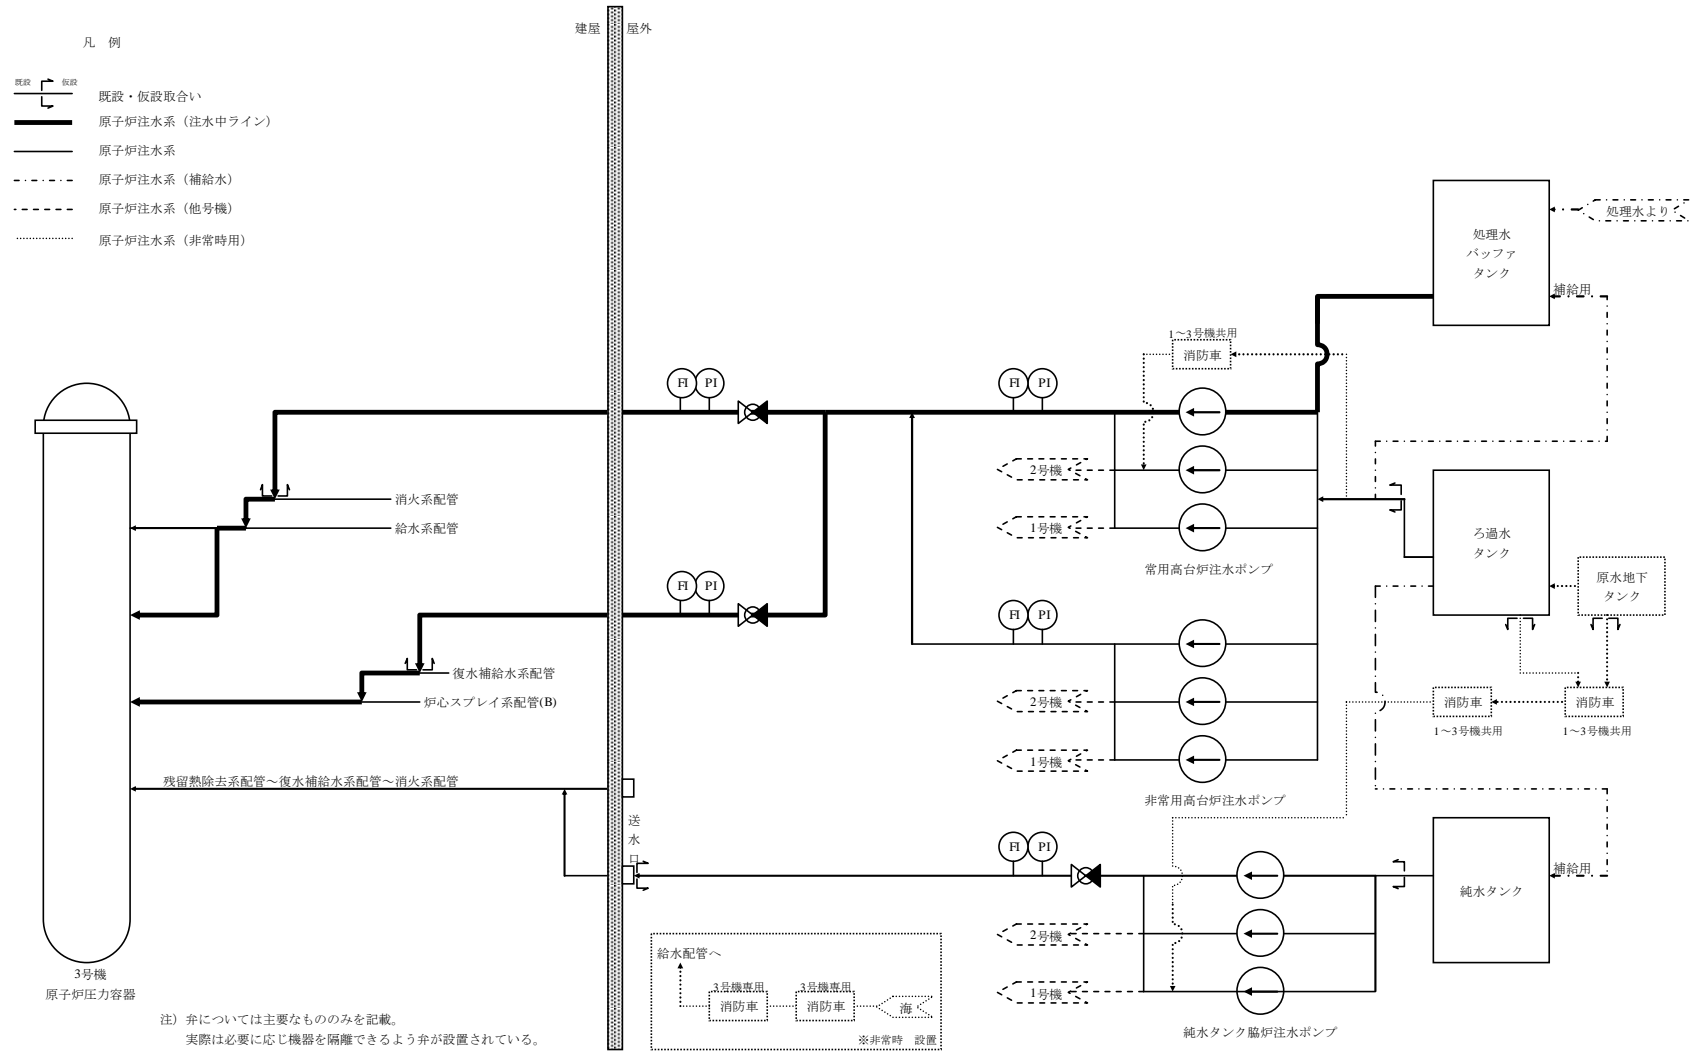 凡　例
既設 仮設
既設・仮設取合い
原子炉注水系（注水中ライン）
原子炉注水系
原子炉注水系（補給水）
原子炉注水系（他号機）
原子炉注水系（非常時用）
建屋 屋外
処理水
バッファ
タンク
処理水より
補給用
1～3号機共用
消防車
FI PI
FI PI
2号機
1号機
常用高台炉注水ポンプ
消火系配管
給水系配管
ろ過水
タンク
原水地下
タンク
FI PI
FI PI
復水補給水系配管
炉心スプレイ系配管(B)
2号機
1号機
非常用高台炉注水ポンプ
消防車
1～3号機共用
消防車
1～3号機共用
残留熱除去系配管～復水補給水系配管～消火系配管
送
水
口
FI PI
補給用
純水タンク
2号機
1号機
純水タンク脇炉注水ポンプ
給水配管へ
3号機専用
消防車
3号機専用
消防車
海
※非常時　設置
3号機
原子炉圧力容器
注）弁については主要なもののみを記載。
実際は必要に応じ機器を隔離できるよう弁が設置されている。